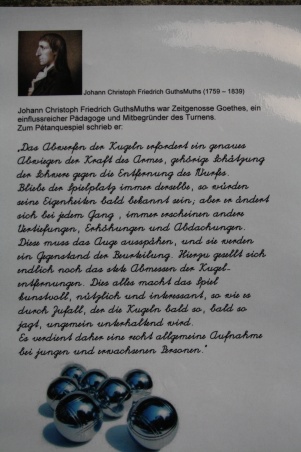 Johann Christoph Friedrich GuthsMuths (1759 – 1839)
Johann Christoph Friedrich GuthsMuths war Zeitgenosse Goethes, ein
einflussreicher Pädagoge und Mitbegründer des Turnens.
Zum Pétanquespiel schrieb er:
„Das Abwerfen der Kugeln erfordert ein genaues
Abwiegen der Kraft des Armes, gehörige Schätzung
der Schwere gegen die Entfernung des Wurfes.
Bliebe der Spielplatz immer derselbe, so würden
seine Eigenheiten bald bekannt sein; aber er ändert
sich bei jedem Gang , immer erscheinen andere
Vertiefungen, Erhöhungen und Abdachungen.
Diese muss das Auge ausspähen, und sie werden
ein Gegenstand der Beurteilung. Hierzu gesellt sich
endlich noch das stete Abmessen der Kugel-
entfernungen. Dies alles macht das Spiel
kunstvoll, nützlich und interessant, so wie es
durch Zufall, der die Kugeln bald so, bald so
jagt, ungemein unterhaltend wird.
Es verdient daher eine recht allgemeine Aufnahme
bei jungen und erwachsenen Personen."